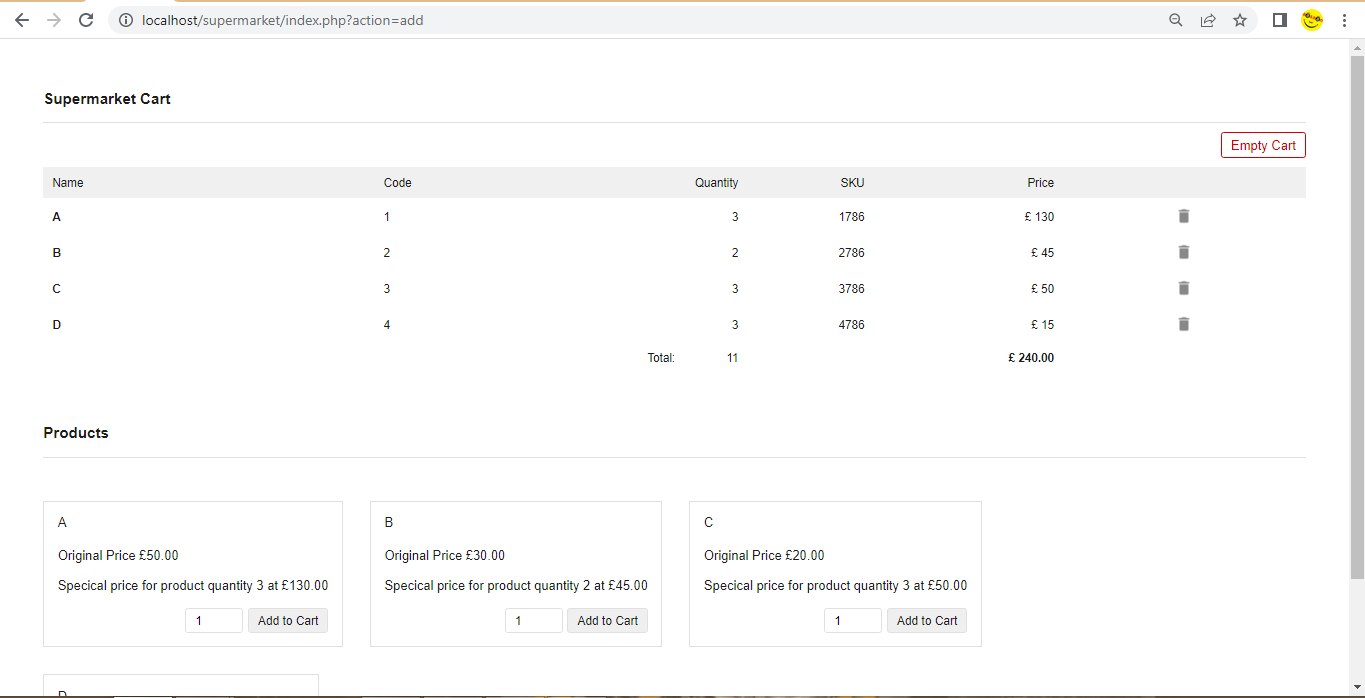 localhost/supermarket/index.php?action=add
Supermarket Cart
Empty Cart
Name Code Quantity SKU Price
A 1 3 1786 £ 130
B 2 2 2786 £ 45
C 3 3 3786 £ 50
D 4 3 4786 £ 15
Total: 11 £ 240.00
Products
A
Original Price £50.00
Specical price for product quantity 3 at £130.00
1 Add to Cart
B
Original Price £30.00
Specical price for product quantity 2 at £45.00
1 Add to Cart
C
Original Price £20.00
Specical price for product quantity 3 at £50.00
1 Add to Cart
D